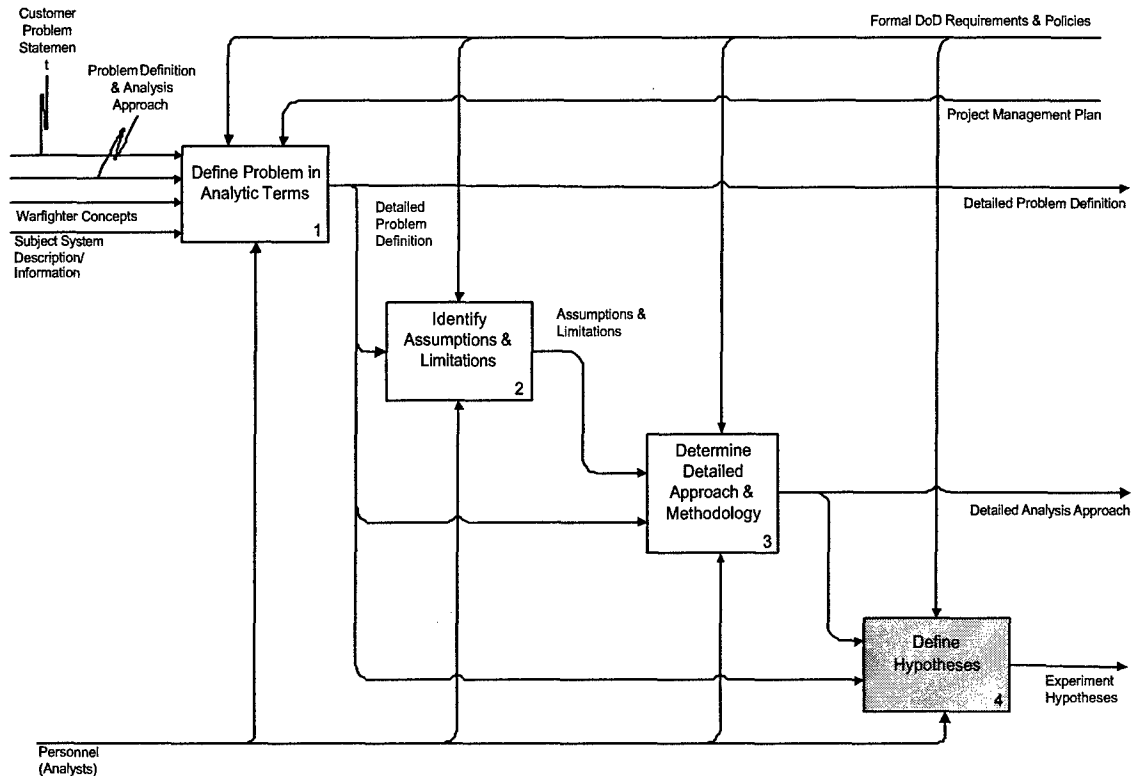 Customer
Problem
Statemen
t
Problem Definition
& Analysis
Approach
Formal DoD Requirements & Policies
Project Management Plan
Define Problem in
Analytic Terms
1
Warfighter Concepts
Subject System
Description/
Information
Detailed
Problem
Definition
Detailed Problem Definition
Identify
Assumptions &
Limitations
2
Assumptions &
Limitations
Determine
Detailed
Approach &
Methodology
3
Detailed Analysis Approach
Define
Hypotheses
4
Experiment
Hypotheses
Personnel
(Analysts)